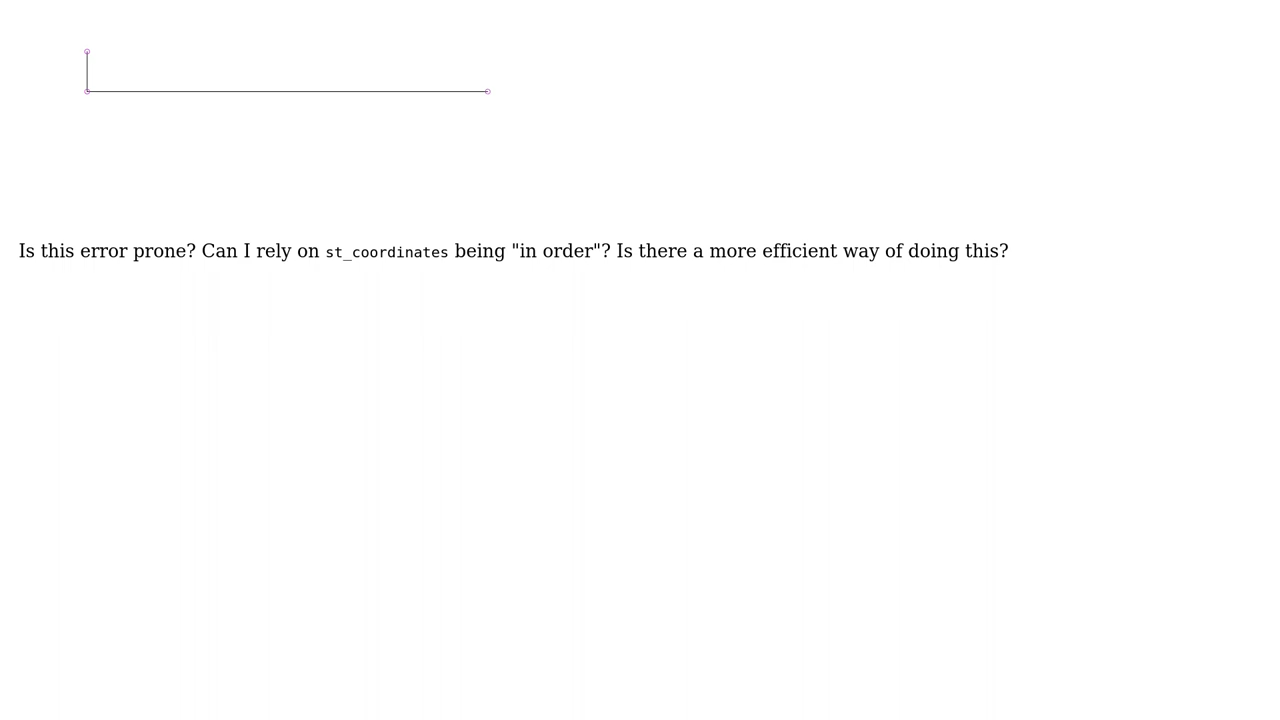 Is this error prone? Can I rely on st_coordinates being "in order"? Is there a more efficient way of doing this?